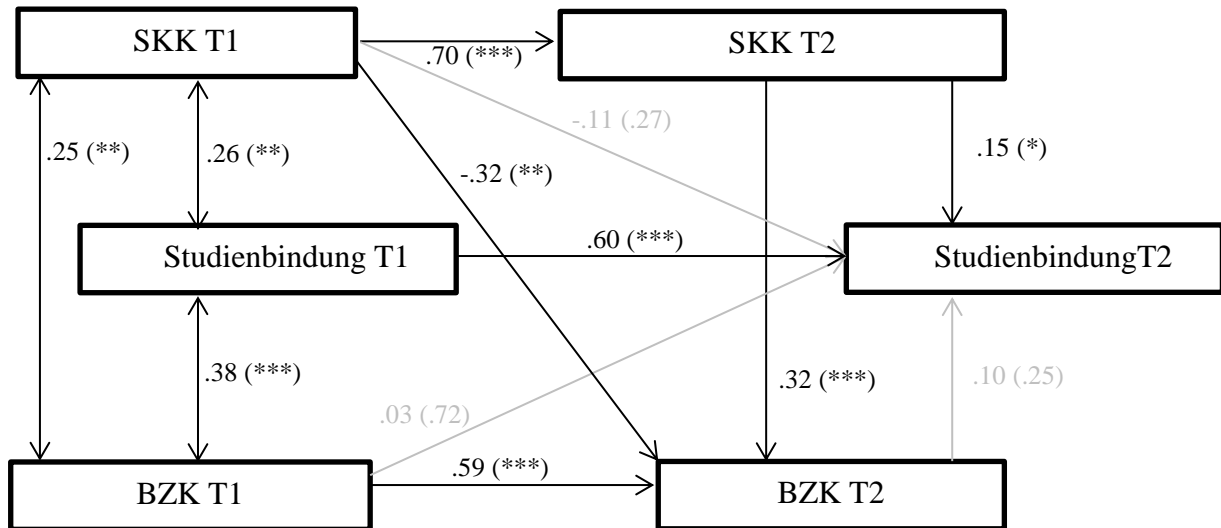 SKK T1
SKK T2
.70 (***)
-.11 (.27)
.25 (**)
.26 (**)
-.32 (**)
.15 (*)
Studienbindung T1
.60 (***)
StudienbindungT2
.38 (***)
.32 (***)
.10 (.25)
.03 (.72)
.59 (***)
BZK T1
BZK T2